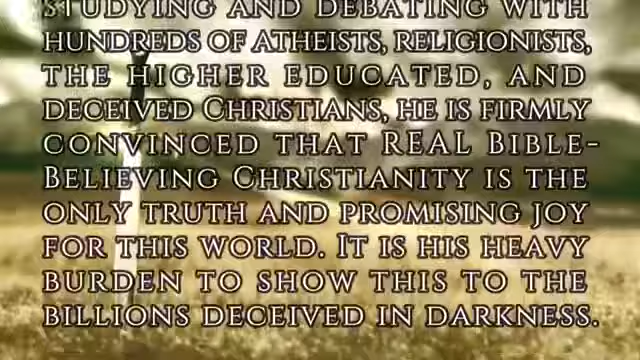 STUDYING AND DEBATING WITH
HUNDREDS OF ATHEISTS, RELIGIONISTS,
THE HIGHER EDUCATED, AND
DECEIVED CHRISTIANS, HE IS FIRMLY
CONVINCED THAT REAL BIBLE-
BELIEVING CHRISTIANITY IS THE
ONLY TRUTH AND PROMISING JOY
FOR THIS WORLD. IT IS HIS HEAVY
BURDEN TO SHOW THIS TO THE
BILLIONS DECEIVED IN DARKNESS.